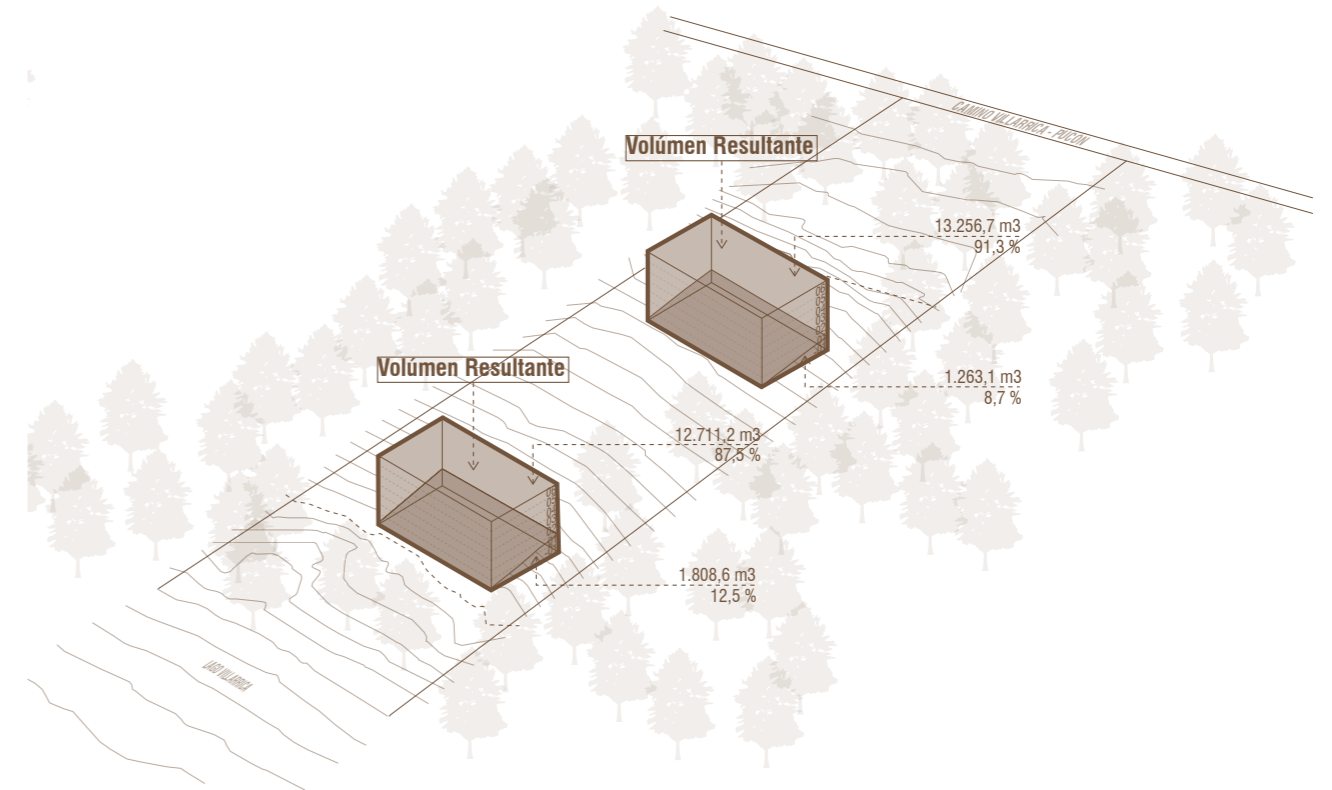 CAMINO VILLARRICA - PUCON
Volúmen Resultante
13.256,7 m3
91,3 %
Volúmen Resultante
1.263,1 m3
8,7 %
12.711,2 m3
87,5 %
1.808,6 m3
12,5 %
LAGO VILLARRICA